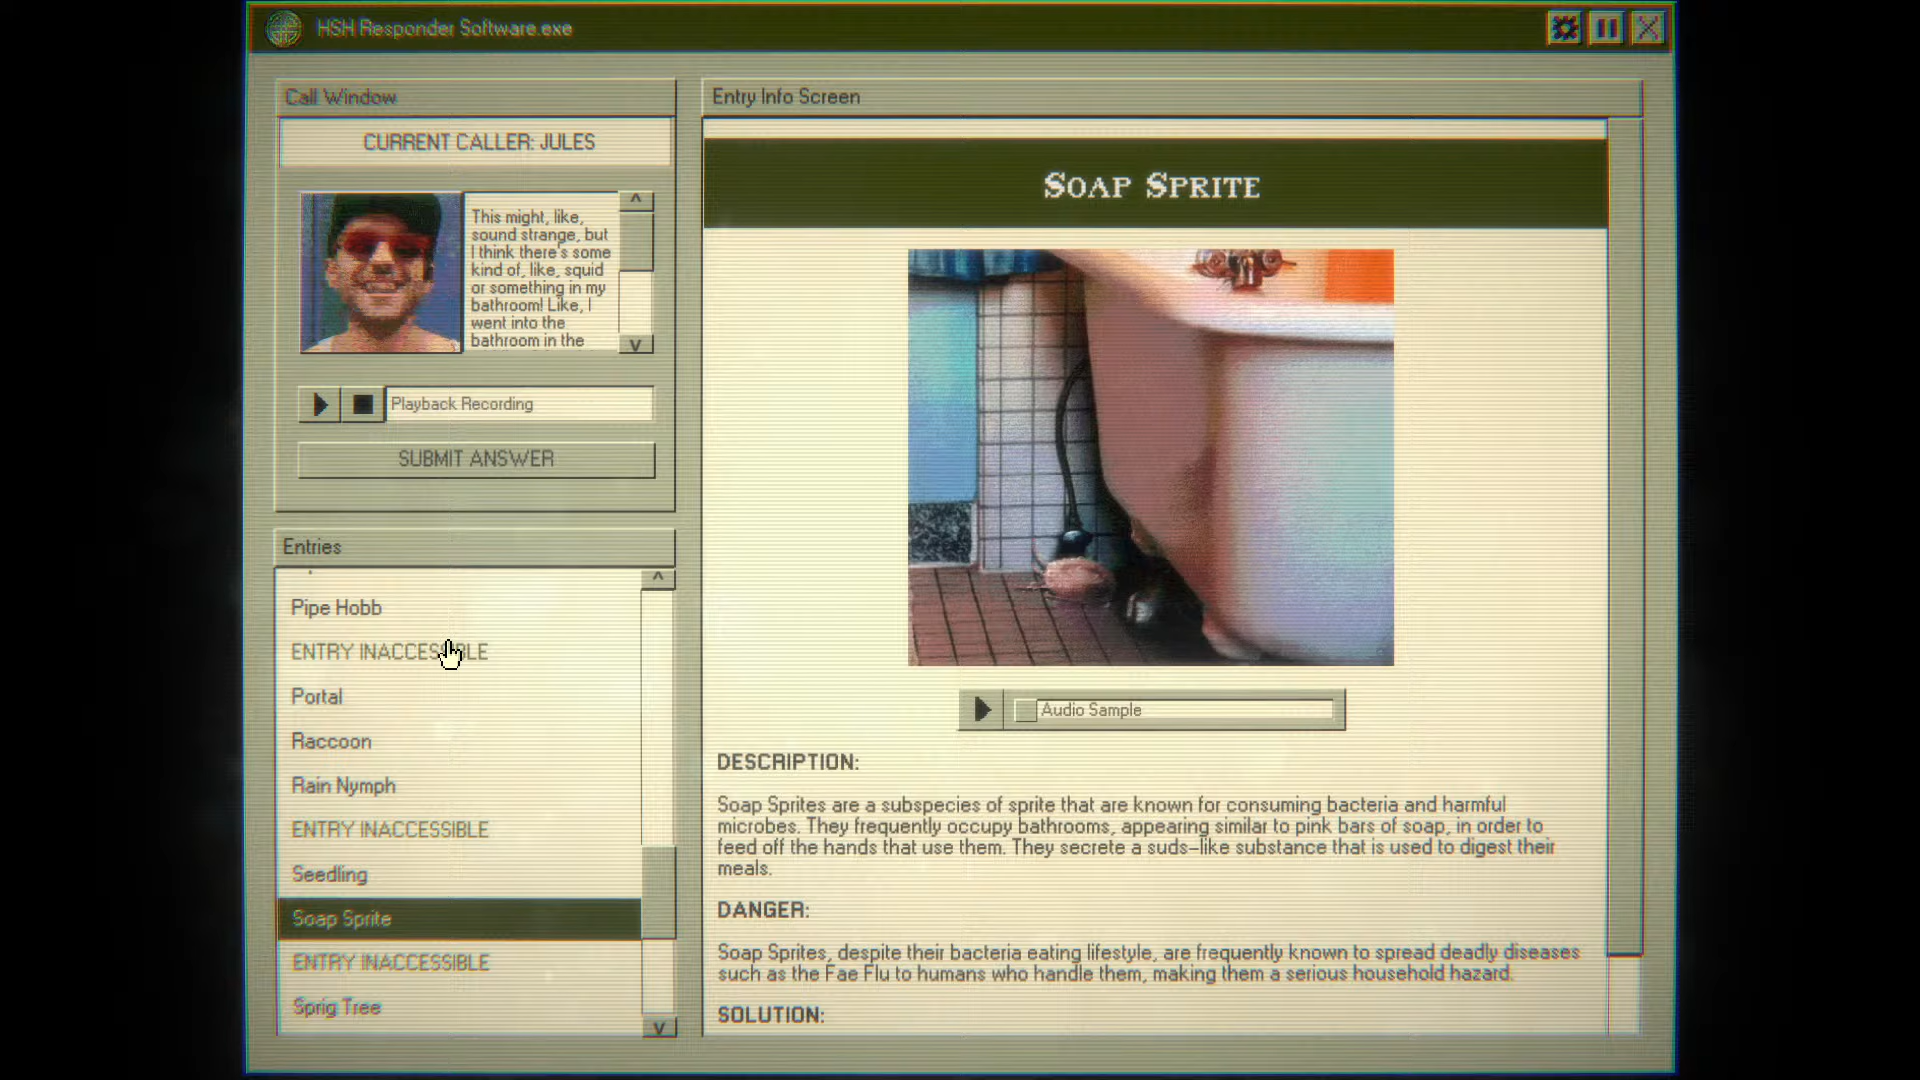 HSH Responder Software.exe
Call Window
CURRENT CALLER: JULES
This might, like,
sound strange, but
I think there's some
kind of, like, squid
or something in my
bathroom! Like, I
went into the
bathroom in the
Playback Recording
SUBMIT ANSWER
Entries
Pipe Hobb
ENTRY INACCESSIBLE
Portal
Raccoon
Rain Nymph
ENTRY INACCESSIBLE
Seedling
Soap Sprite
ENTRY INACCESSIBLE
Sprig Tree
Entry Info Screen
SOAP SPRITE
Audio Sample
DESCRIPTION:
Soap Sprites are a subspecies of sprite that are known for consuming bacteria and harmful
microbes. They frequently occupy bathrooms, appearing similar to pink bars of soap, in order to
feed off the hands that use them. They secrete a suds-like substance that is used to digest their
meals.
DANGER:
Soap Sprites, despite their bacteria eating lifestyle, are frequently known to spread deadly diseases
such as the Fae Flu to humans who handle them, making them a serious household hazard.
SOLUTION: